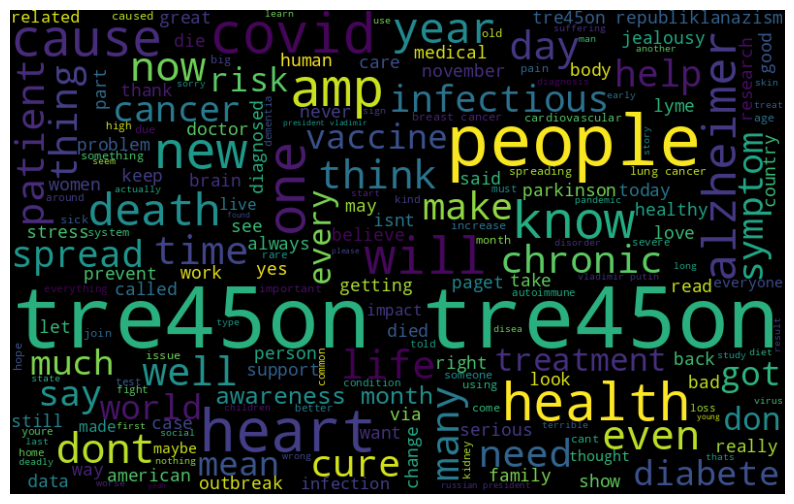 related caused great covid year tre45on republiklanazism
learn use old suffering man another
cause die human care medical day jealousy good
now risk november body help
part thank amp pain early skin treat
patient thing cancer never infectious lyme research age
high due doctor dementia breast cancer sign cardiovascular story
problem diagnosed president vladimir vaccine people alzheimer
something seem new one spreading lung cancer
women keep brain think said parkinson today country
around actually live may make know healthy symptom
death sick see every isnt must pandemic love
stress system always start kind increase disorder severe
spread time found believe will month chronic
prevent work yes rare please getting vladimir putin long everyone
everything called important impact paget take autoimmune read
tre45on tre45on
let join type died told disea result
hope much issue person support life right treatment back study diet got
well common condition someone using look bad virus
state say test fight awareness month many health
still made first children better via come loss young don
youre world case social want change need serious cant terrible even
last home maybe heart thats really
deadly dont way nothing mean wrong cure kidney thought
data american outbreak infection family show diabete
worse russian president
big sorry diagnosis